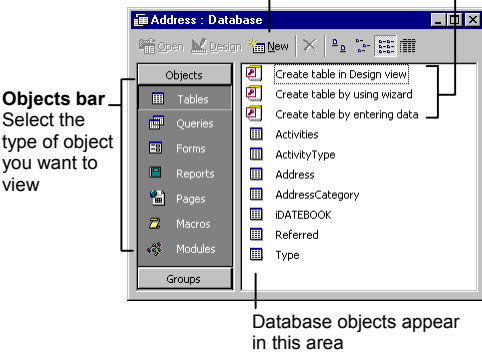 Address : Database
Open Design New
Objects
Tables
Queries
Forms
Reports
Pages
Macros
Modules
Groups
Create table in Design view
Create table by using wizard
Create table by entering data
Activities
ActivityType
Address
AddressCategory
iDATEBOOK
Referred
Type
Objects bar
Select the
type of object
you want to
view
Database objects appear
in this area